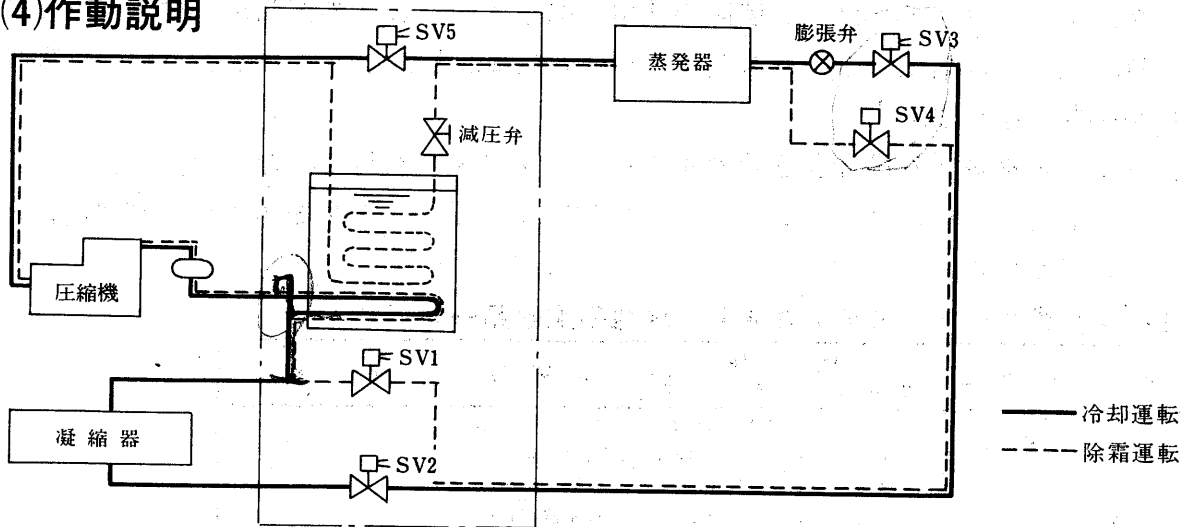 (4)作動説明
SV5
蒸発器
膨張弁
SV3
SV4
減圧弁
圧縮機
SV1
凝縮器
SV2
冷却運転
除霜運転